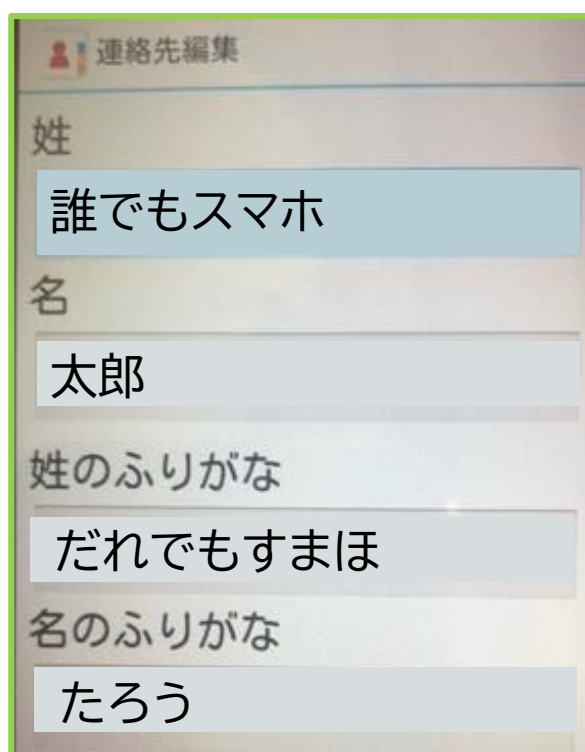 連絡先編集
姓
誰でもスマホ
名
太郎
姓のふりがな
だれでもすまほ
名のふりがな
たろう